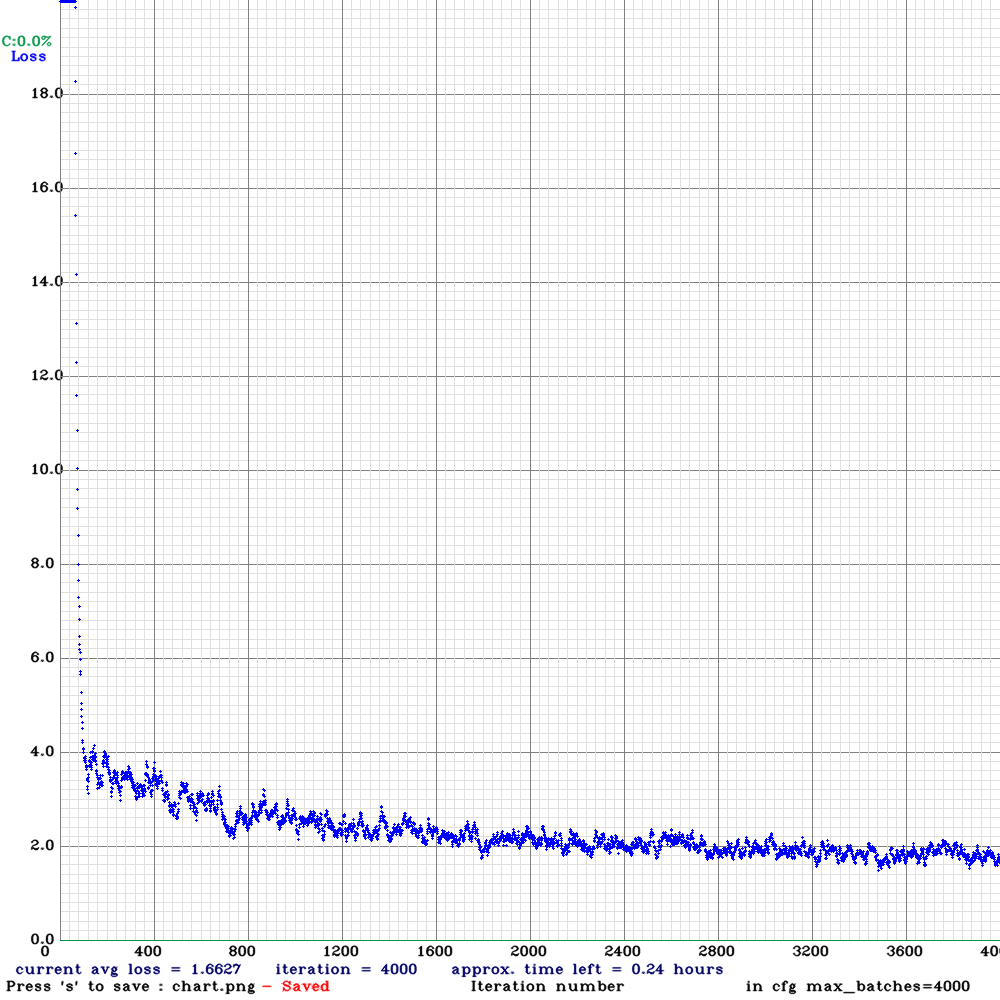 C:0.0%
Loss
18.0
16.0
14.0
12.0
10.0
8.0
6.0
4.0
2.0
0.0
0 400 800 1200 1600 2000 2400 2800 3200 3600 400
current avg loss = 1.6627 iteration = 4000 approx. time left = 0.24 hours
Press 's' to save : chart.png - Saved Iteration number in cfg max_batches=4000